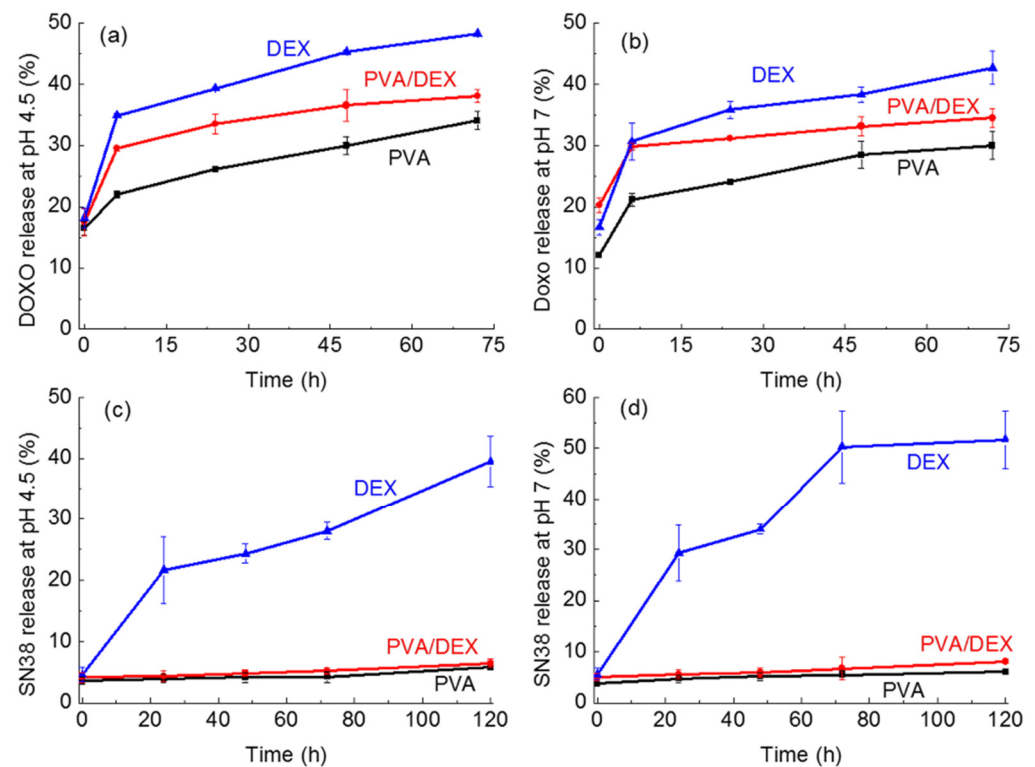 (a)
DEX
PVA/DEX
PVA
DOXO release at pH 4.5 (%)
50
40
30
20
10
0
0 15 30 45 60 75
Time (h)
(b)
DEX
PVA/DEX
PVA
Doxo release at pH 7 (%)
50
40
30
20
10
0
0 15 30 45 60 75
Time (h)
(c)
DEX
PVA/DEX
PVA
SN38 release at pH 4.5 (%)
50
40
30
20
10
0
0 20 40 60 80 100 120
Time (h)
(d)
DEX
PVA/DEX
PVA
SN38 release at pH 7 (%)
60
50
40
30
20
10
0
0 20 40 60 80 100 120
Time (h)